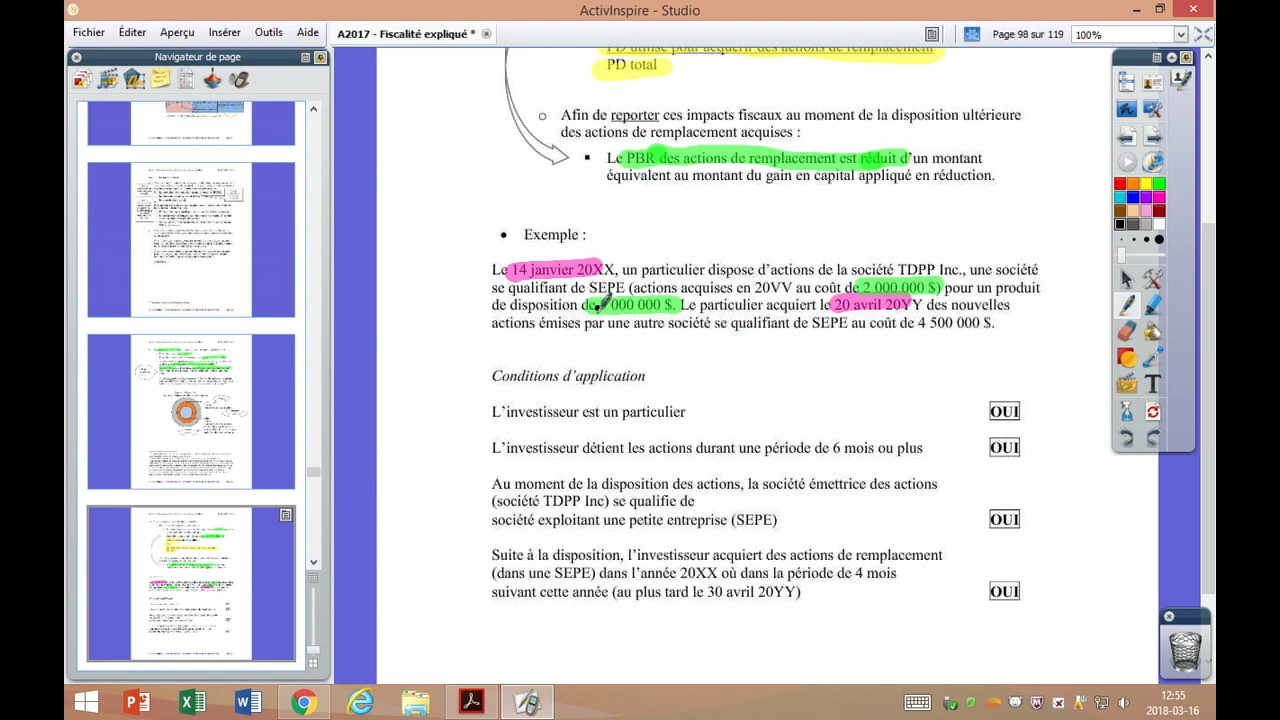 ActivInspire - Studio
Fichier Éditer Aperçu Insérer Outils Aide
A2017 - Fiscalité expliqué *
Page 98 sur 119
100%
Navigateur de page
PD utilisé pour acquérir des actions de remplacement
PD total
Afin de reporter ces impacts fiscaux au moment de la disposition ultérieure
des actions de remplacement acquises :
Le PBR des actions de remplacement est réduit d'un montant
équivalent au montant du gain en capital appliqué en réduction.
Exemple :
Le 14 janvier 20XX, un particulier dispose d'actions de la société TDPP Inc., une société
se qualifiant de SEPE (actions acquises en 20VV au coût de 2 000 000 $) pour un produit
de disposition de 000 000 $. Le particulier acquiert le 20 avril 20YY des nouvelles
actions émises par une autre société se qualifiant de SEPE au coût de 4 500 000 $.
Conditions d'application
L'investisseur est un particulier OUI
L'investisseur détient les actions durant une période de 6 mois ou plus OUI
Au moment de la disposition des actions, la société émettrice des actions
(société TDPP Inc) se qualifie de
société exploitant une petite entreprise (SEPE) OUI
Suite à la disposition, l'investisseur acquiert des actions de remplacement
(dans une SEPE) dans l'année 20XX où dans la période de 4 mois
suivant cette année (au plus tard le 30 avril 20YY) OUI
12:55
2018-03-16